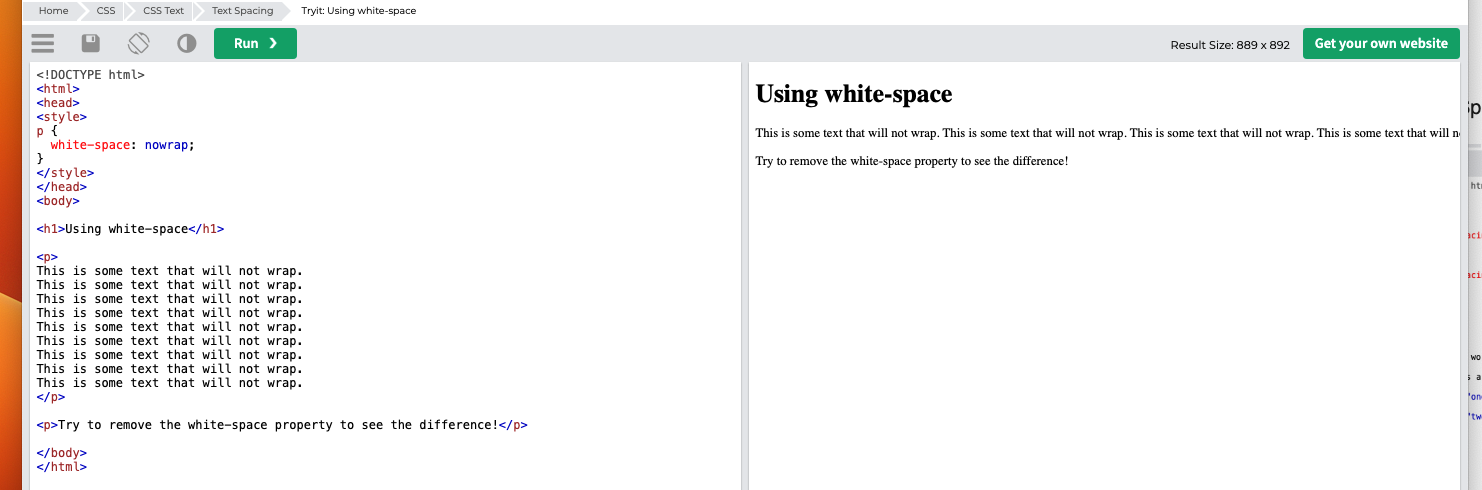 Home CSS CSS Text Text Spacing Tryit: Using white-space
Run ❯ Result Size: 889 x 892 Get your own website
<!DOCTYPE html>
<html>
<head>
<style>
p {
  white-space: nowrap;
}
</style>
</head>
<body>
<h1>Using white-space</h1>
<p>
This is some text that will not wrap.
This is some text that will not wrap.
This is some text that will not wrap.
This is some text that will not wrap.
This is some text that will not wrap.
This is some text that will not wrap.
This is some text that will not wrap.
This is some text that will not wrap.
This is some text that will not wrap.
</p>
<p>Try to remove the white-space property to see the difference!</p>
</body>
</html>
Using white-space
This is some text that will not wrap. This is some text that will not wrap. This is some text that will not wrap. This is some text that will
Try to remove the white-space property to see the difference!